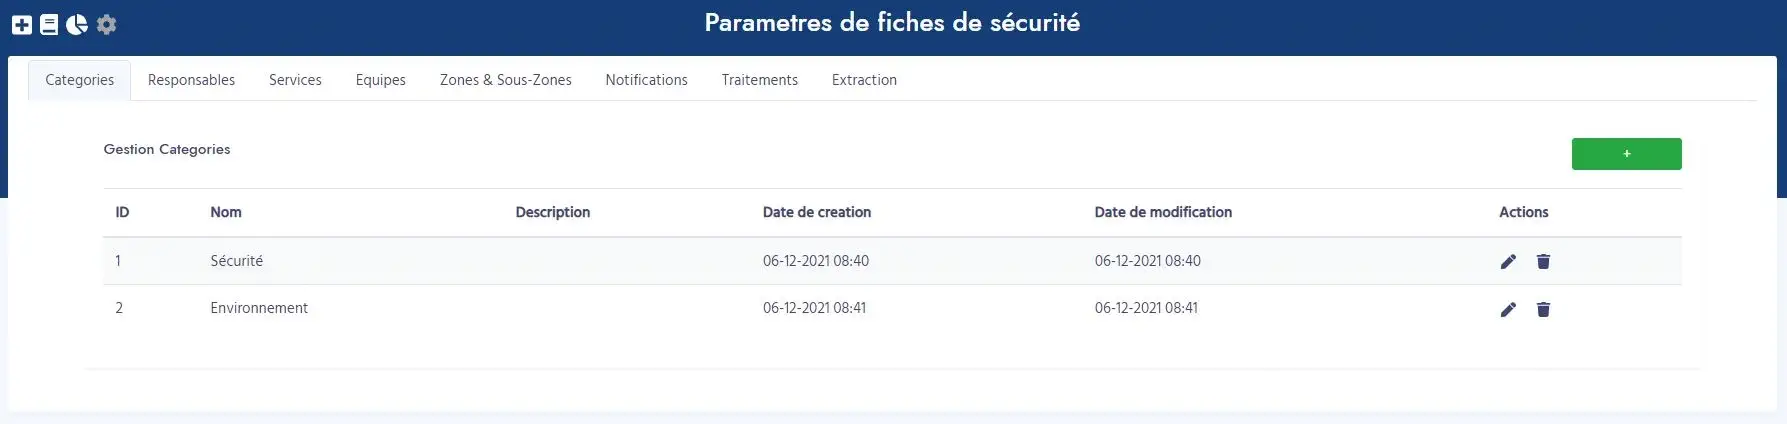 Parametres de fiches de sécurité
Categories Responsables Services Equipes Zones & Sous-Zones Notifications Traitements Extraction
Gestion Categories +
ID Nom Description Date de creation Date de modification Actions
1 Sécurité 06-12-2021 08:40 06-12-2021 08:40
2 Environnement 06-12-2021 08:41 06-12-2021 08:41